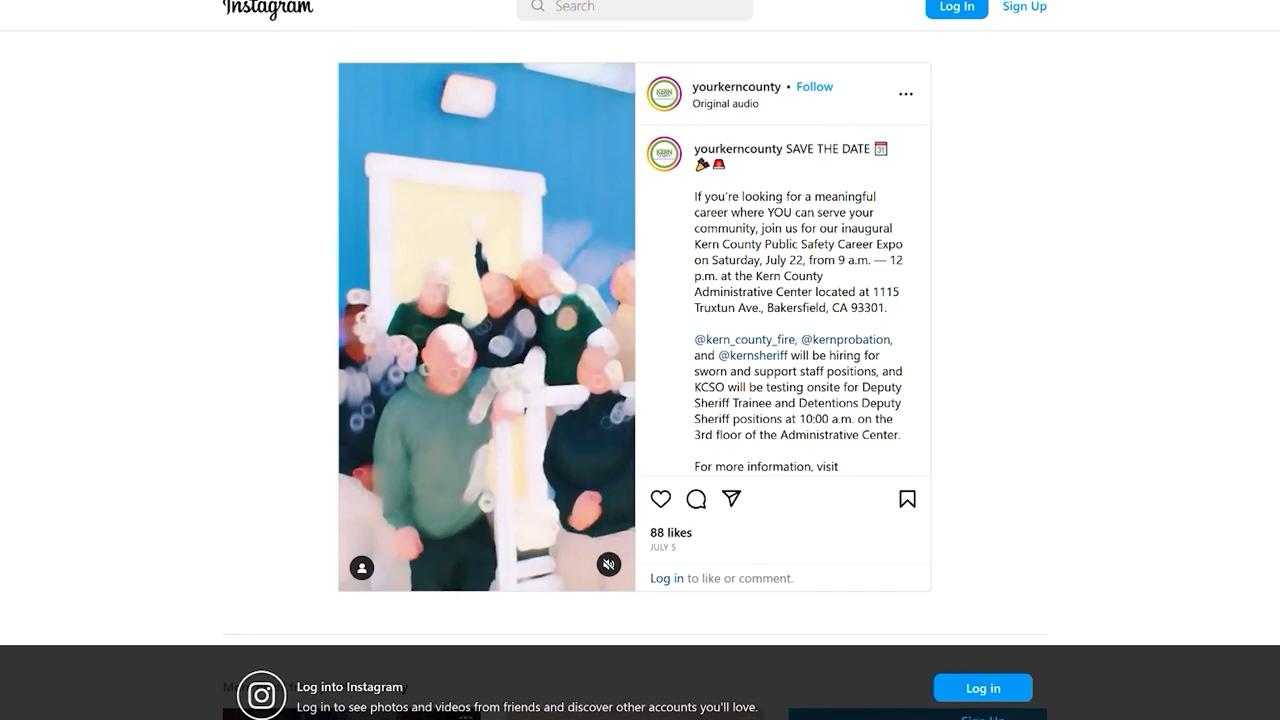 Instagram
Search
Log In
Sign Up
yourkerncounty • Follow
Original audio
yourkerncounty SAVE THE DATE
If you're looking for a meaningful
career where YOU can serve your
community, join us for our inaugural
Kern County Public Safety Career Expo
on Saturday, July 22, from 9 a.m. — 12
p.m. at the Kern County
Administrative Center located at 1115
Truxtun Ave., Bakersfield, CA 93301.
@kern_county_fire, @kernprobation,
and @kernsheriff will be hiring for
sworn and support staff positions, and
KCSO will be testing onsite for Deputy
Sheriff Trainee and Detentions Deputy
Sheriff positions at 10:00 a.m. on the
3rd floor of the Administrative Center.
For more information, visit
88 likes
JULY 5
Log in to like or comment.
Log into Instagram
Log in to see photos and videos from friends and discover other accounts you'll love.
Log in
Sign Up